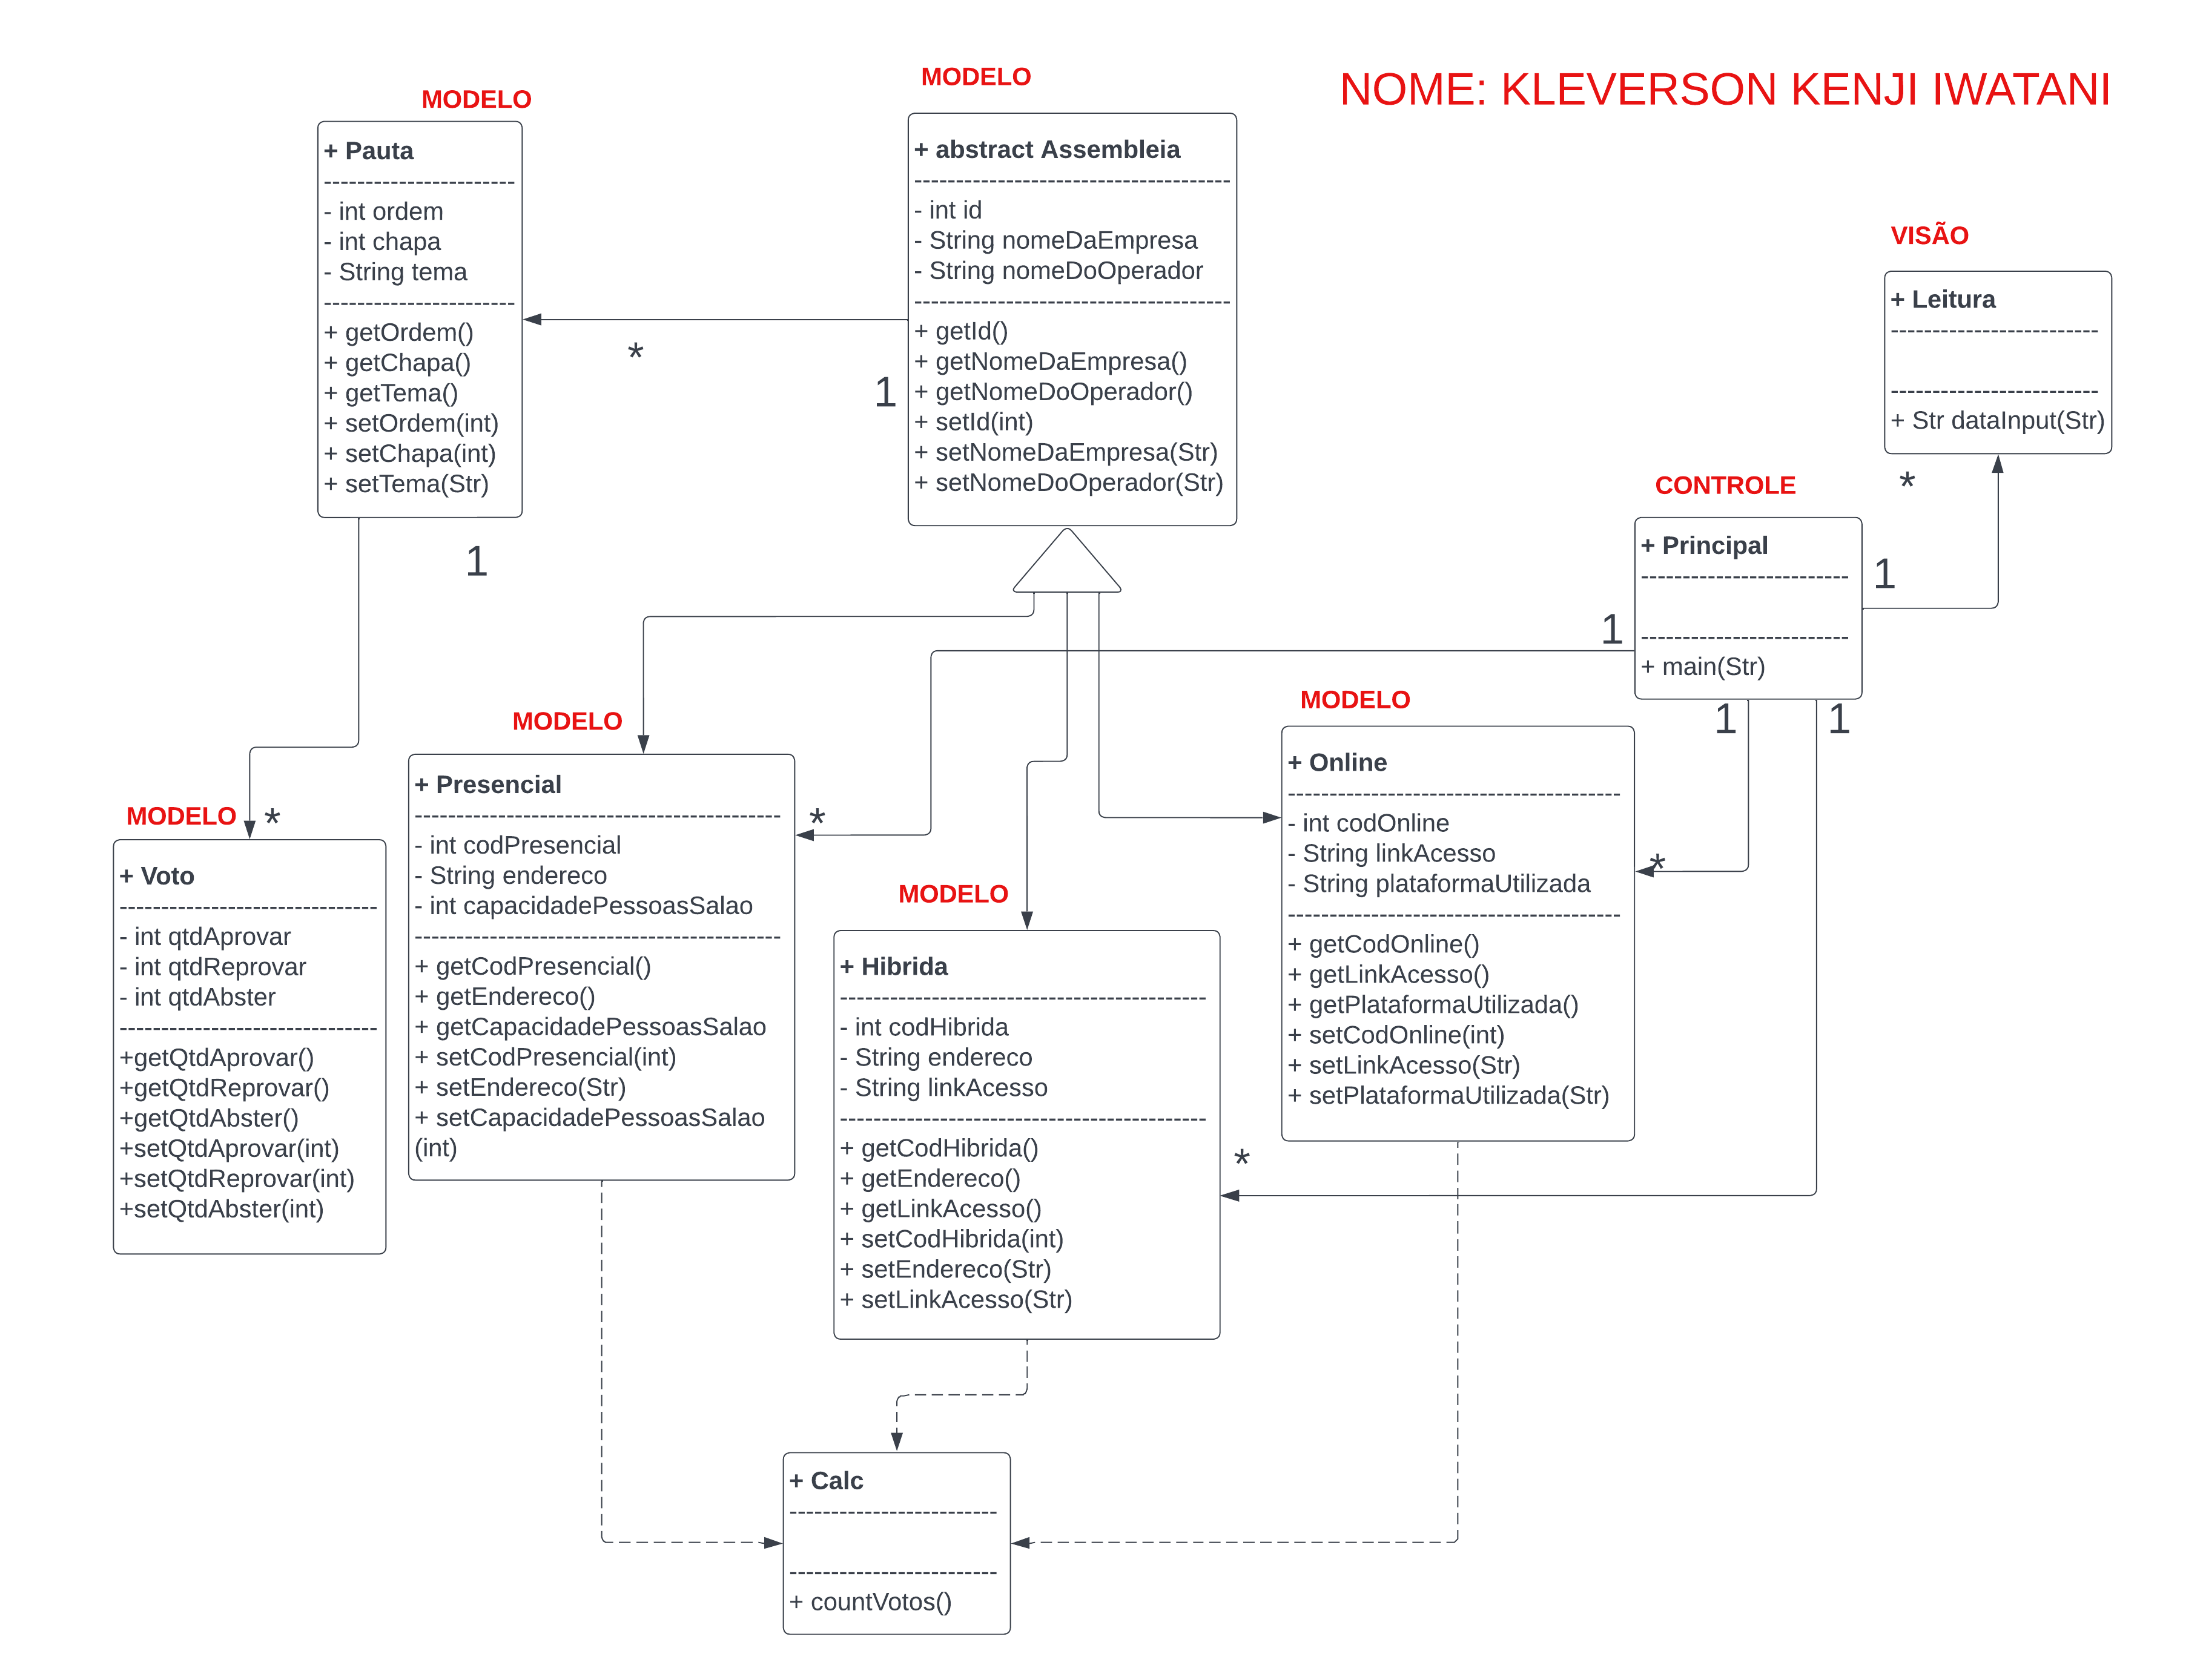 NOME: KLEVERSON KENJI IWATANI
MODELO
+ Pauta
-----------------------
- int ordem
- int chapa
- String tema
-----------------------
+ getOrdem()
+ getChapa()
+ getTema()
+ setOrdem(int)
+ setChapa(int)
+ setTema(Str)
*
1
1
MODELO
+ abstract Assembleia
--------------------------------------
- int id
- String nomeDaEmpresa
- String nomeDoOperador
--------------------------------------
+ getId()
+ getNomeDaEmpresa()
+ getNomeDoOperador()
+ setId(int)
+ setNomeDaEmpresa(Str)
+ setNomeDoOperador(Str)
VISÃO
+ Leitura
-------------------------
-------------------------
+ Str dataInput(Str)
*
CONTROLE
+ Principal
-------------------------
-------------------------
+ main(Str)
1
1
1
1
MODELO
*
+ Voto
-------------------------------
- int qtdAprovar
- int qtdReprovar
- int qtdAbster
-------------------------------
+getQtdAprovar()
+getQtdReprovar()
+getQtdAbster()
+setQtdAprovar(int)
+setQtdReprovar(int)
+setQtdAbster(int)
MODELO
+ Presencial
--------------------------------------------
- int codPresencial
- String endereco
- int capacidadePessoasSalao
--------------------------------------------
+ getCodPresencial()
+ getEndereco()
+ getCapacidadePessoasSalao
+ setCodPresencial(int)
+ setEndereco(Str)
+ setCapacidadePessoasSalao
(int)
*
MODELO
+ Hibrida
--------------------------------------------
- int codHibrida
- String endereco
- String linkAcesso
--------------------------------------------
+ getCodHibrida()
+ getEndereco()
+ getLinkAcesso()
+ setCodHibrida(int)
+ setEndereco(Str)
+ setLinkAcesso(Str)
*
MODELO
+ Online
----------------------------------------
- int codOnline
- String linkAcesso
- String plataformaUtilizada
----------------------------------------
+ getCodOnline()
+ getLinkAcesso()
+ getPlataformaUtilizada()
+ setCodOnline(int)
+ setLinkAcesso(Str)
+ setPlataformaUtilizada(Str)
*
+ Calc
-------------------------
-------------------------
+ countVotos()